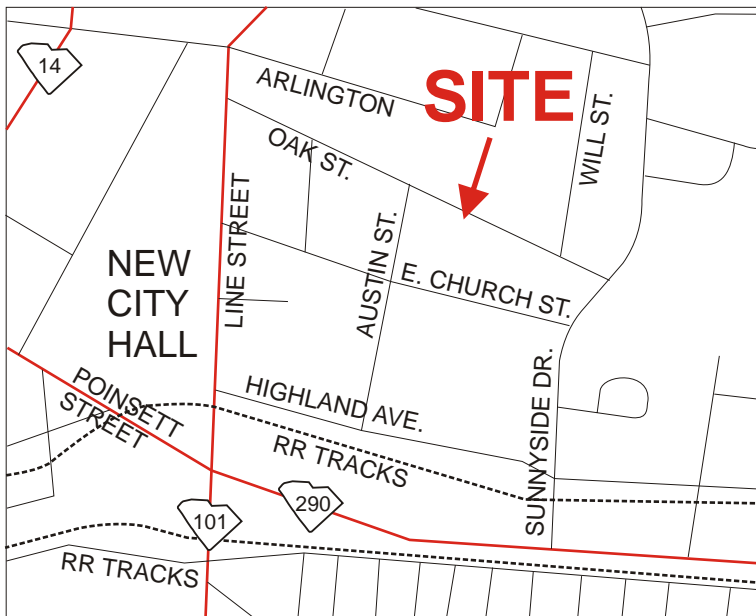 14
ARLINGTON
SITE
WILL ST.
OAK ST.
LINE STREET
AUSTIN ST.
NEW
CITY
HALL
E. CHURCH ST.
POINSETT
STREET
HIGHLAND AVE.
SUNNYSIDE DR.
RR TRACKS
290
101
RR TRACKS